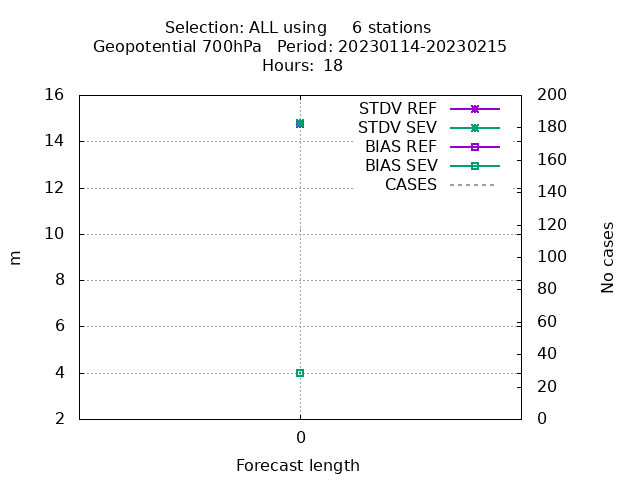 Selection: ALL using     6 stations
Geopotential 700hPa   Period: 20230114-20230215
Hours:  18
16
14
12
10
8
6
4
2
m
STDV REF
STDV SEV
BIAS REF
BIAS SEV
CASES
200
180
160
140
120
100
80
60
40
20
0
No cases
0
Forecast length